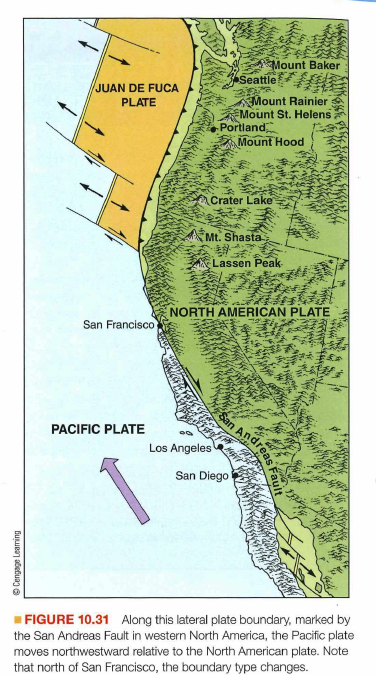 Mount Baker
Seattle
JUAN DE FUCA
PLATE
Mount Rainier
Mount St. Helens
Portland
Mount Hood
Crater Lake
Mt. Shasta
Lassen Peak
NORTH AMERICAN PLATE
San Francisco
San Andreas Fault
PACIFIC PLATE
Los Angeles
San Diego
© Cengage Learning
FIGURE 10.31 Along this lateral plate boundary, marked by
the San Andreas Fault in western North America, the Pacific plate
moves northwestward relative to the North American plate. Note
that north of San Francisco, the boundary type changes.